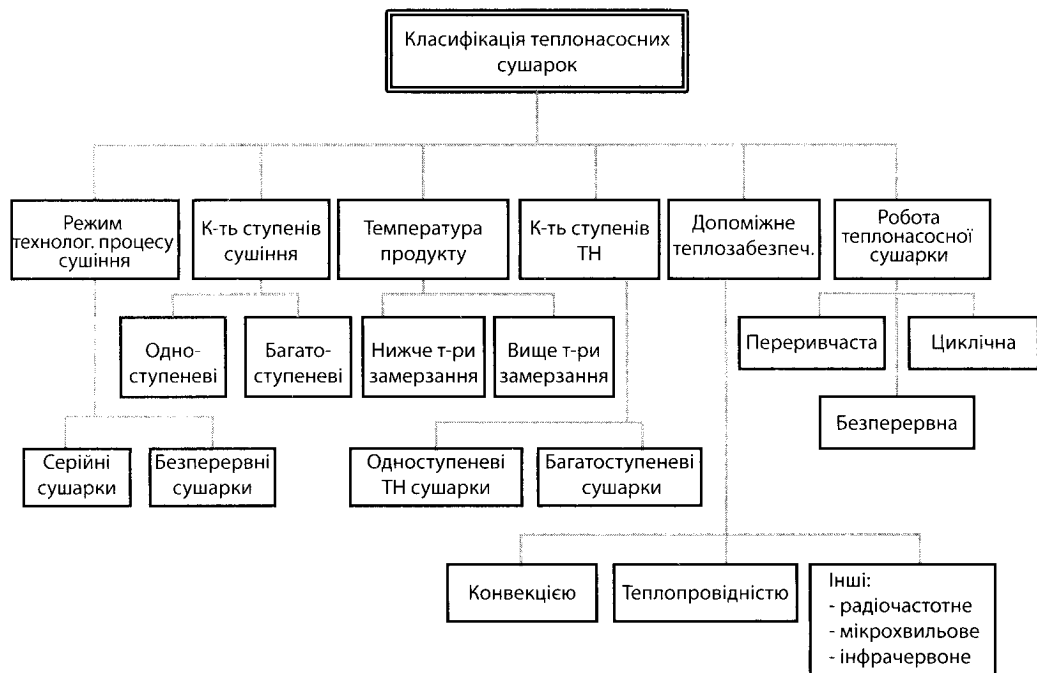 Класифікація теплонасосних
сушарок
Режим
технолог. процесу
сушіння
К-ть ступенів
сушіння
Температура
продукту
К-ть ступенів
ТН
Допоміжне
теплозабезпеч.
Робота
теплонасосної
сушарки
Одно-
ступеневі
Багато-
ступеневі
Нижче т-ри
замерзання
Вище т-ри
замерзання
Переривчаста
Циклічна
Безперервна
Серійні
сушарки
Безперервні
сушарки
Одноступеневі
ТН сушарки
Багатоступеневі
сушарки
Конвекцією
Теплопровідністю
Інші:
- радіочастотне
- мікрохвильове
- інфрачервоне